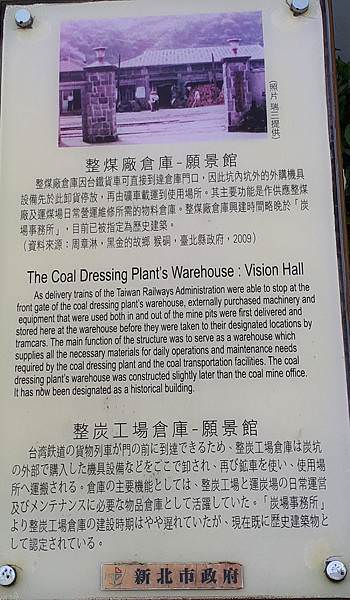 (照片 瑞三提供)
整煤廠倉庫-願景館
整煤廠倉庫因台鐵貨車可直接到達倉庫門口，因此坑內坑外的外購機具
設備先於此卸貨停放，再由礦車載運到使用場所。其主要功能是作供應整煤
廠及運煤場日常營運維修所需的物料倉庫。整煤廠倉庫興建時間略晚於「炭
場事務所」，目前已被指定為歷史建築。
(資料來源：周章淋，黑金的故鄉 猴硐，臺北縣政府，2009)
The Coal Dressing Plant's Warehouse : Vision Hall
As delivery trains of the Taiwan Railways Administration were able to stop at the
front gate of the coal dressing plant's warehouse, externally purchased machinery and
equipment that were used both in and out of the mine pits were first delivered and
stored here at the warehouse before they were taken to their designated locations by
tramcars. The main function of the structure was to serve as a warehouse which
supplies all the necessary materials for daily operations and maintenance needs
required by the coal dressing plant and the coal transportation facilities. The coal
dressing plant's warehouse was constructed slightly later than the coal mine office.
It has now been designated as a historical building.
整炭工場倉庫-願景館
台湾鉄道の貨物列車が門の前に到達できるため、整炭工場倉庫は炭坑
の外部で購入した機具設備などをここで卸され、再び鉱車を使い、使用場
所へ運搬される。倉庫の主要機能としては、整炭工場と運炭場の日常運営
及びメンテナンスに必要な物品倉庫として活躍していた。「炭場事務所」
より整炭工場倉庫の建設時期はやや遅れていたが、現在既に歴史建築物と
して認定されている。
新北市政府